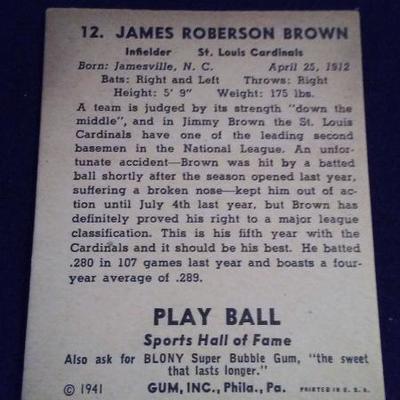 12. JAMES ROBERSON BROWN
Infielder St. Louis Cardinals
Born: Jamesville, N. C. April 25, 1912
Bats: Right and Left Throws: Right
Height: 5' 9" Weight: 175 lbs.
A team is judged by its strength "down the
middle", and in Jimmy Brown the St. Louis
Cardinals have one of the leading second
basemen in the National League. An unfor-
tunate accident—Brown was hit by a batted
ball shortly after the season opened last year,
suffering a broken nose—kept him out of ac-
tion until July 4th last year, but Brown has
definitely proved his right to a major league
classification. This is his fifth year with the
Cardinals and it should be his best. He batted
.280 in 107 games last year and boasts a four-
year average of .289.
PLAY BALL
Sports Hall of Fame
Also ask for BLONY Super Bubble Gum, "the sweet
that lasts longer."
© 1941 GUM, INC., Phila., Pa. PRINTED IN U. S. A.